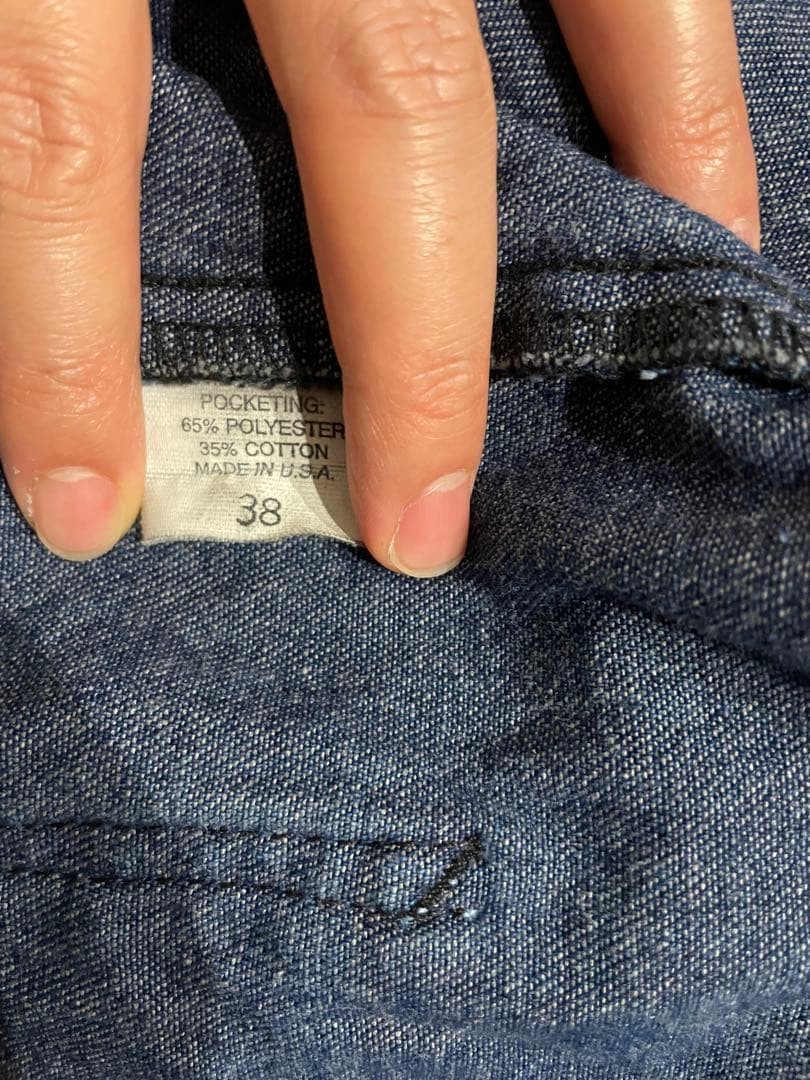 POCKETING:
65% POLYESTER
35% COTTON
MADE IN U.S.A.
38